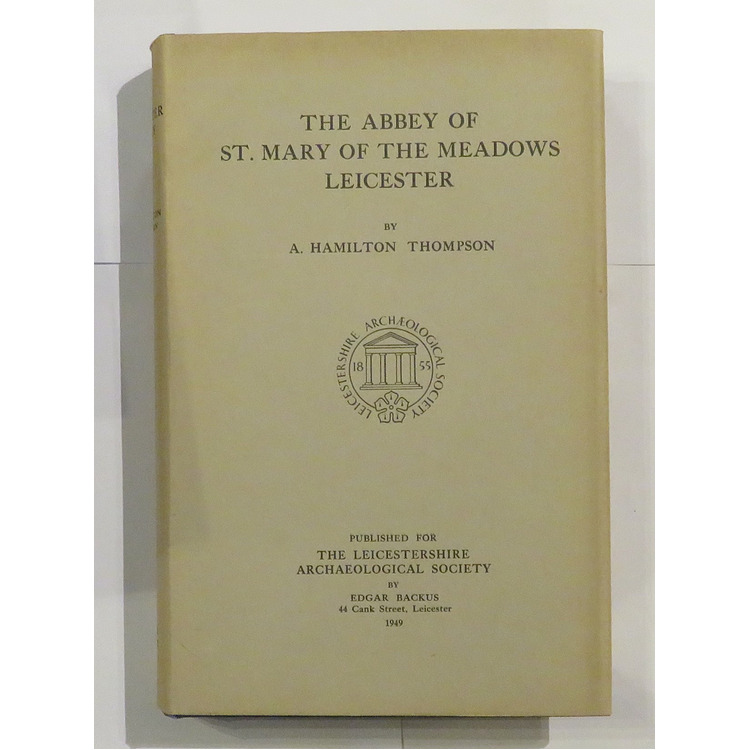 THE ABBEY OF
ST. MARY OF THE MEADOWS
LEICESTER
BY
A. HAMILTON THOMPSON
LEICESTERSHIRE ARCHÆOLOGICAL SOCIETY
18 55
PUBLISHED FOR
THE LEICESTERSHIRE
ARCHAEOLOGICAL SOCIETY
BY
EDGAR BACKUS
44 Cank Street, Leicester
1949